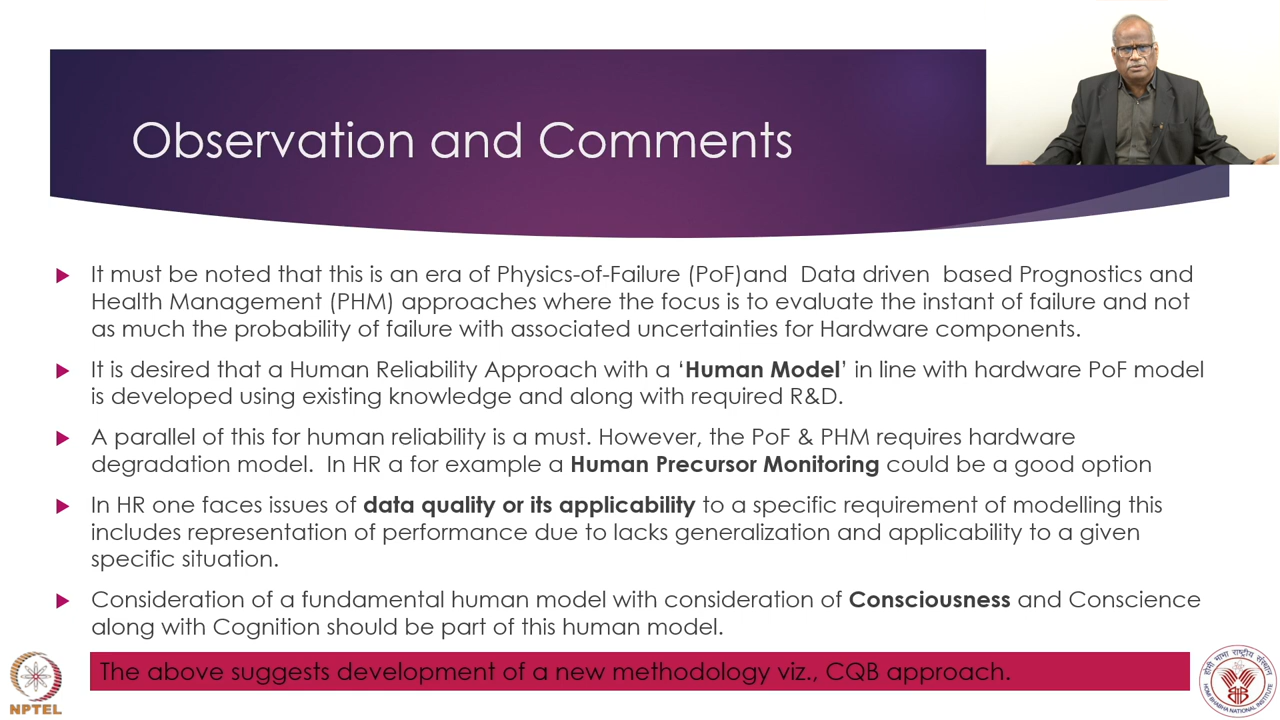 Observation and Comments
It must be noted that this is an era of Physics-of-Failure (PoF)and Data driven based Prognostics and
Health Management (PHM) approaches where the focus is to evaluate the instant of failure and not
as much the probability of failure with associated uncertainties for Hardware components.
It is desired that a Human Reliability Approach with a ‘Human Model’ in line with hardware PoF model
is developed using existing knowledge and along with required R&D.
A parallel of this for human reliability is a must. However, the PoF & PHM requires hardware
degradation model. In HR a for example a Human Precursor Monitoring could be a good option
In HR one faces issues of data quality or its applicability to a specific requirement of modelling this
includes representation of performance due to lacks generalization and applicability to a given
specific situation.
Consideration of a fundamental human model with consideration of Consciousness and Conscience
along with Cognition should be part of this human model.
The above suggests development of a new methodology viz., CQB approach.
NPTEL
होमी भाभा राष्ट्रीय संस्थान
HOMI BHABHA NATIONAL INSTITUTE